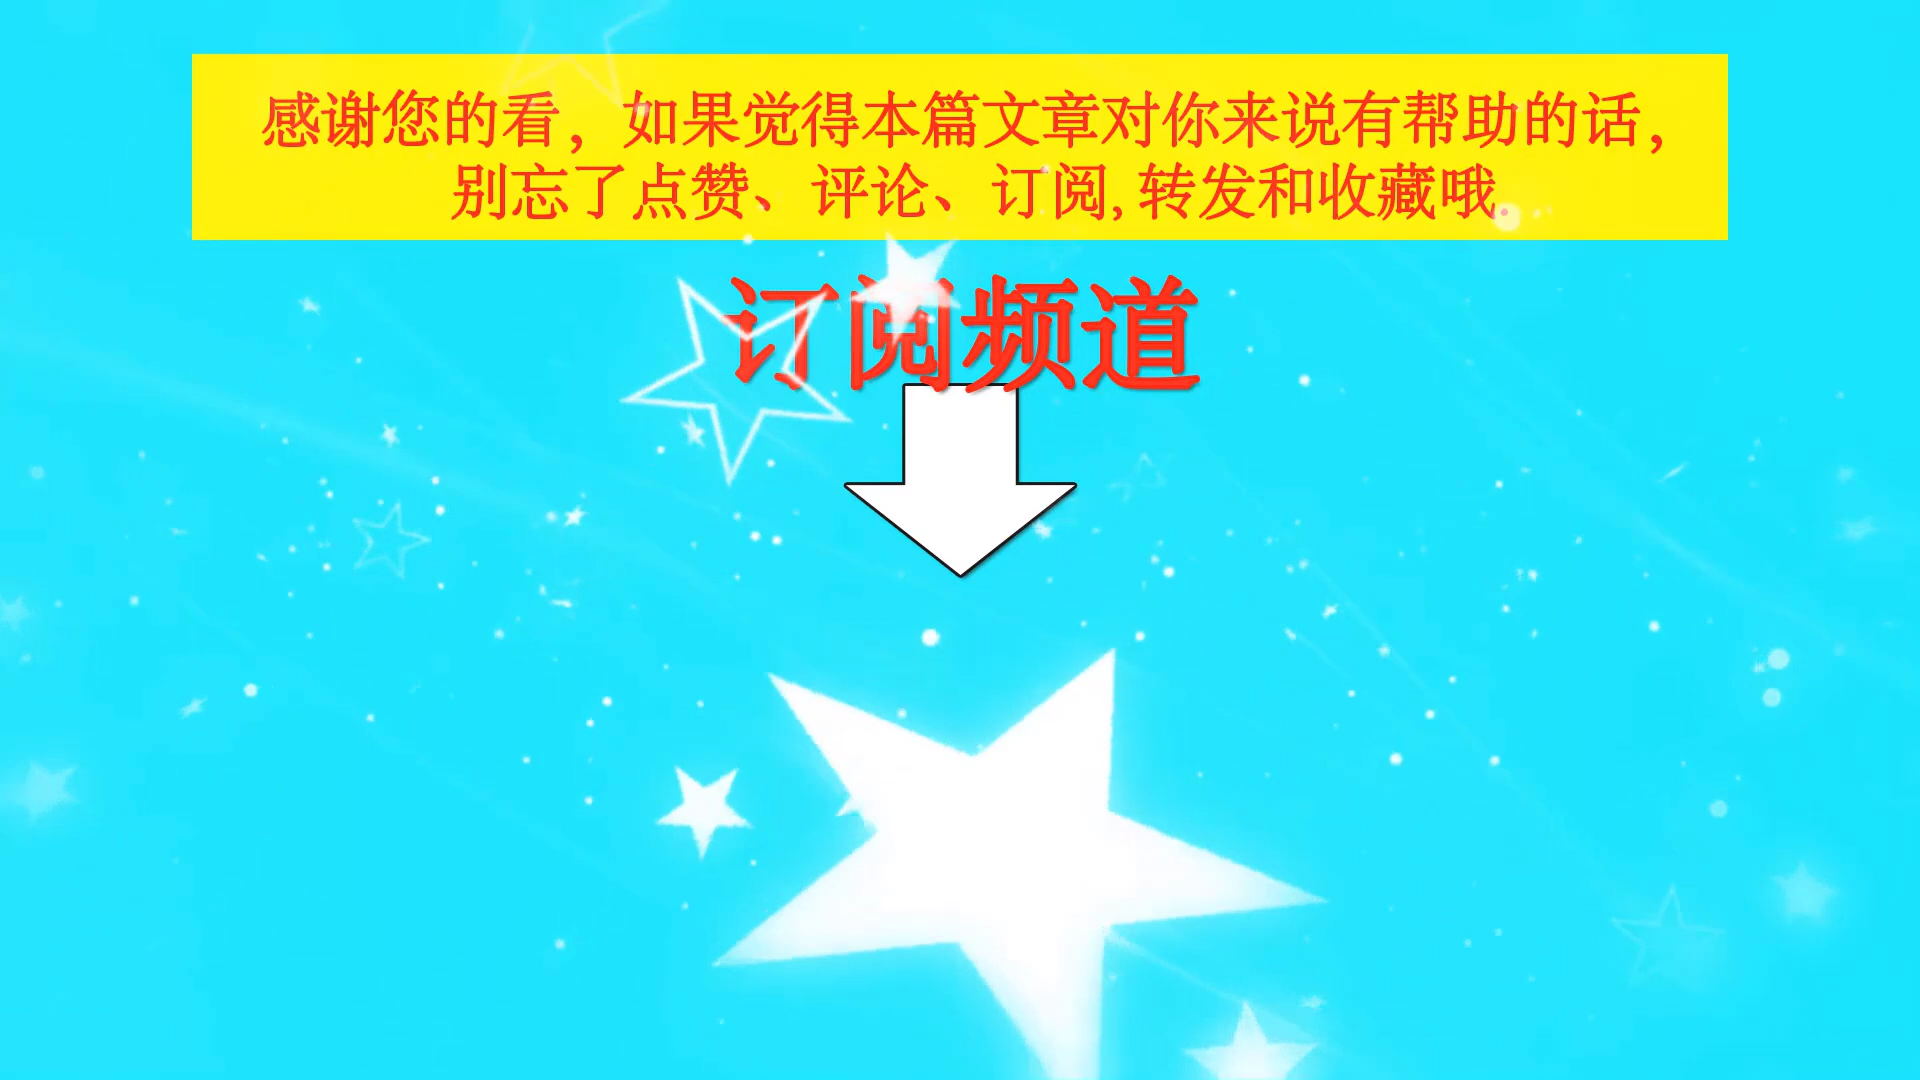 感谢您的看，如果觉得本篇文章对你来说有帮助的话，
别忘了点赞、评论、订阅,转发和收藏哦.
订阅频道